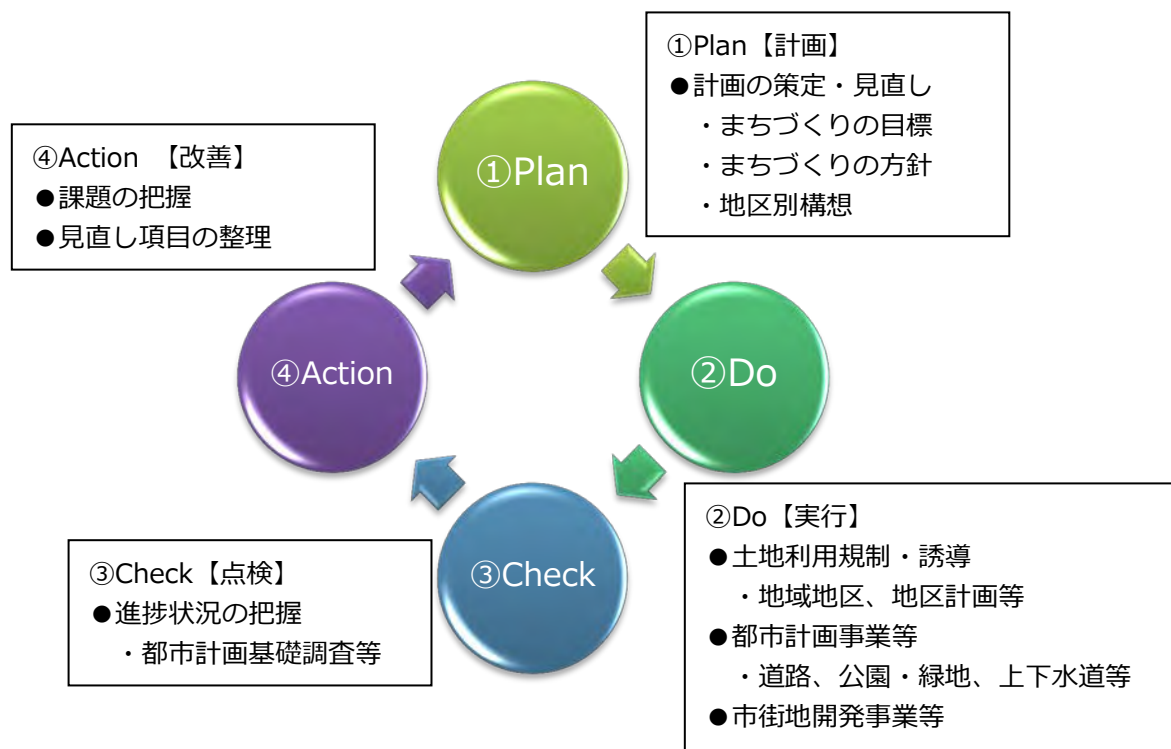 ①Plan【計画】
●計画の策定・見直し
・まちづくりの目標
・まちづくりの方針
・地区別構想
④Action 【改善】
●課題の把握
●見直し項目の整理
①Plan
④Action
②Do
③Check
③Check【点検】
●進捗状況の把握
・都市計画基礎調査等
②Do【実行】
●土地利用規制・誘導
・地域地区、地区計画等
●都市計画事業等
・道路、公園・緑地、上下水道等
●市街地開発事業等